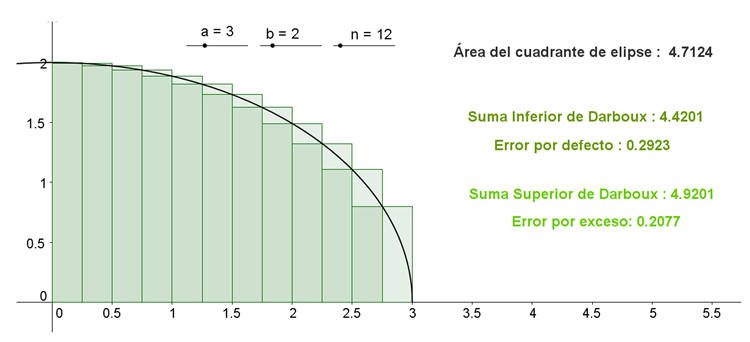 a = 3 b = 2 n = 12
Área del cuadrante de elipse : 4.7124
Suma Inferior de Darboux : 4.4201
Error por defecto : 0.2923
Suma Superior de Darboux : 4.9201
Error por exceso: 0.2077
2
1.5
1
0.5
0
0 0.5 1 1.5 2 2.5 3 3.5 4 4.5 5 5.5